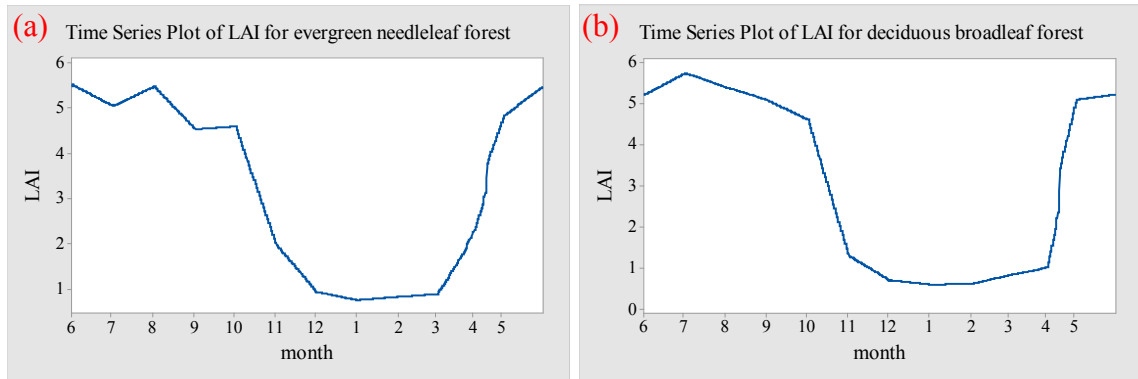 (a) Time Series Plot of LAI for evergreen needleleaf forest
6
5
4
3
2
1
LAI
6 7 8 9 10 11 12 1 2 3 4 5
month
(b) Time Series Plot of LAI for deciduous broadleaf forest
6
5
4
3
2
1
0
LAI
6 7 8 9 10 11 12 1 2 3 4 5
month